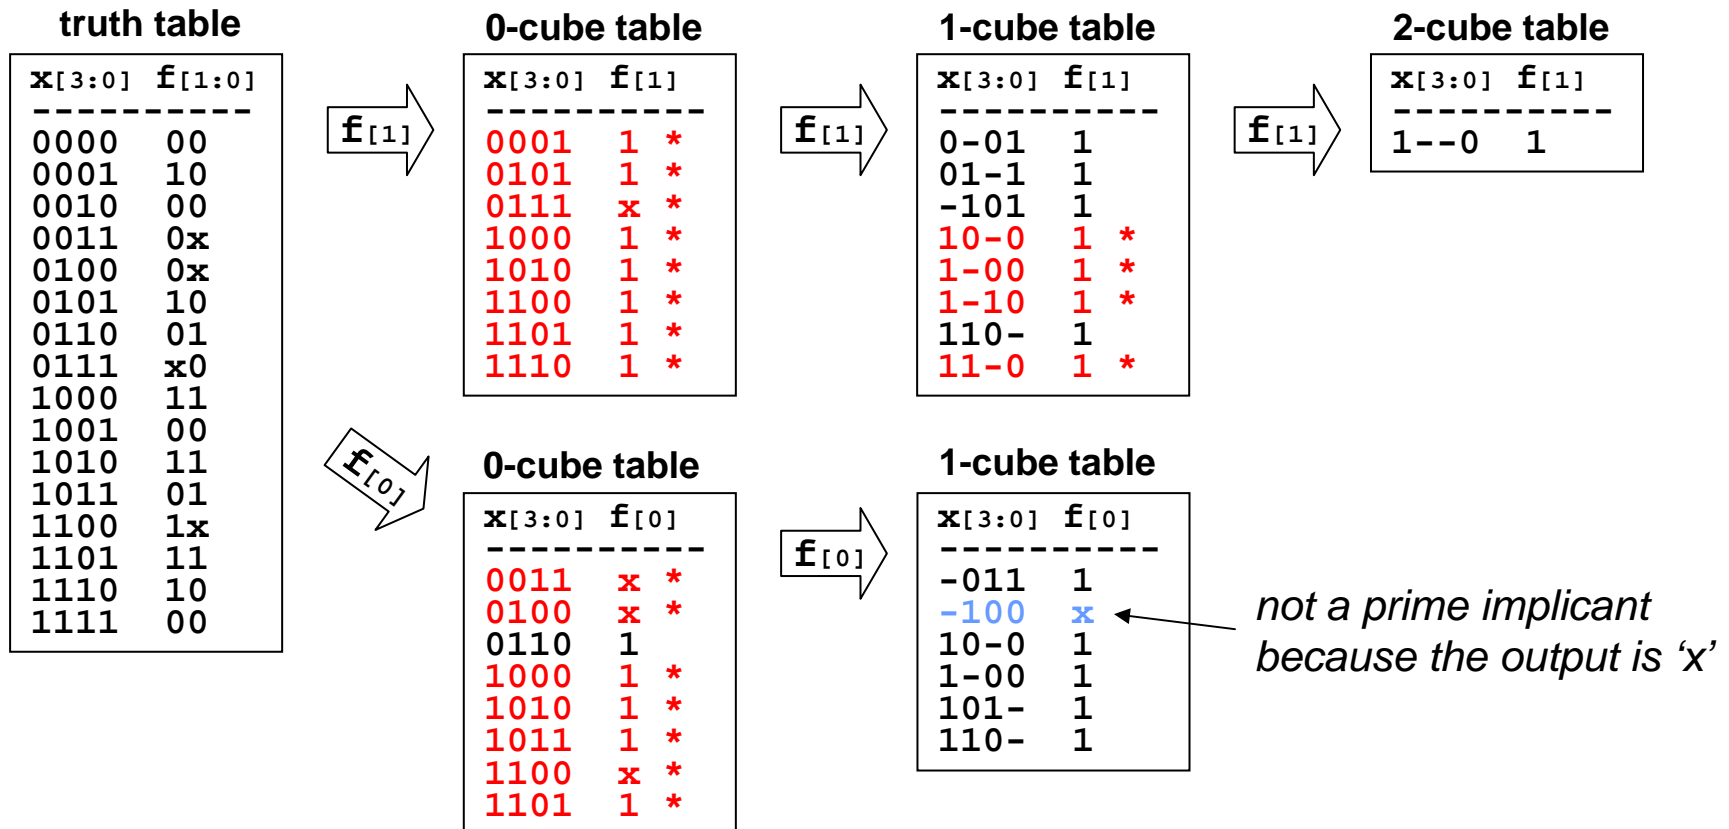 truth table
x[3:0] f[1:0]
----------
0000 00
0001 10
0010 00
0011 0x
0100 0x
0101 10
0110 01
0111 x0
1000 11
1001 00
1010 11
1011 01
1100 1x
1101 11
1110 10
1111 00
f[1]
0-cube table
x[3:0] f[1]
----------
0001 1 *
0101 1 *
0111 x *
1000 1 *
1010 1 *
1100 1 *
1101 1 *
1110 1 *
f[1]
1-cube table
x[3:0] f[1]
----------
0-01 1
01-1 1
-101 1
10-0 1 *
1-00 1 *
1-10 1 *
110- 1
11-0 1 *
f[1]
2-cube table
x[3:0] f[1]
----------
1--0 1
f[0]
0-cube table
x[3:0] f[0]
----------
0011 x *
0100 x *
0110 1
1000 1 *
1010 1 *
1011 1 *
1100 x *
1101 1 *
f[0]
1-cube table
x[3:0] f[0]
----------
-011 1
-100 x
10-0 1
1-00 1
101- 1
110- 1
not a prime implicant
because the output is ‘x’